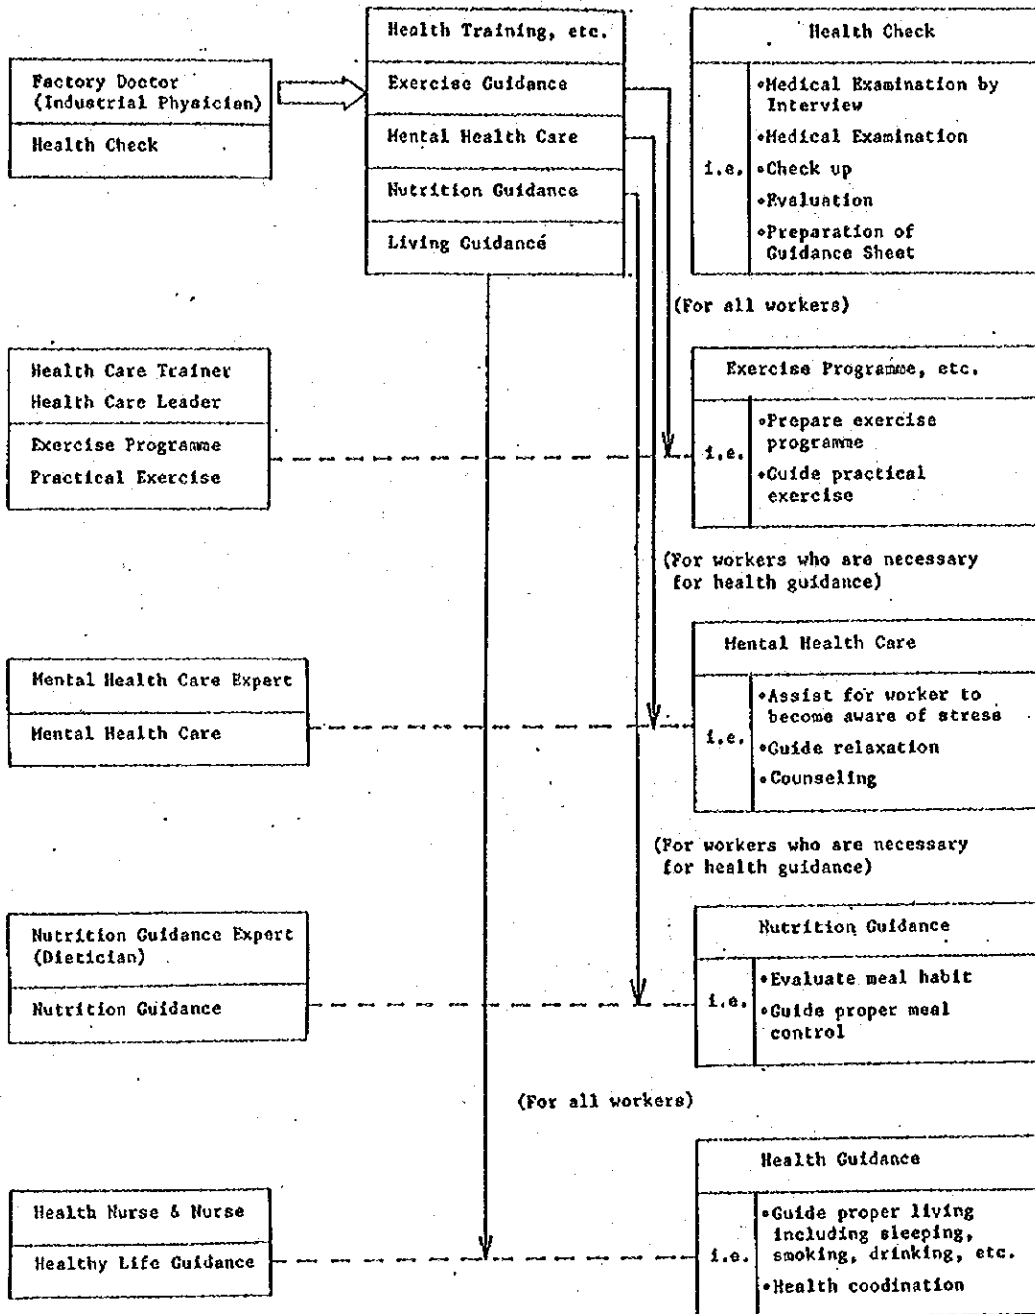 Factory Doctor
(Industrial Physician)
Health Check
Health Training, etc.
Exercise Guidance
Mental Health Care
Nutrition Guidance
Living Guidance
Health Check
i.e.
•Medical Examination by
Interview
•Medical Examination
•Check up
•Evaluation
•Preparation of
Guidance Sheet
(For all workers)
Health Care Trainer
Health Care Leader
Exercise Programme
Practical Exercise
Exercise Programme, etc.
i.e.
•Prepare exercise
programme
•Guide practical
exercise
(For workers who are necessary
for health guidance)
Mental Health Care Expert
Mental Health Care
Mental Health Care
i.e.
•Assist for worker to
become aware of stress
•Guide relaxation
•Counseling
(For workers who are necessary
for health guidance)
Nutrition Guidance Expert
(Dietician)
Nutrition Guidance
Nutrition Guidance
i.e.
•Evaluate meal habit
•Guide proper meal
control
(For all workers)
Health Nurse & Nurse
Healthy Life Guidance
Health Guidance
i.e.
•Guide proper living
including sleeping,
smoking, drinking, etc.
•Health coodination